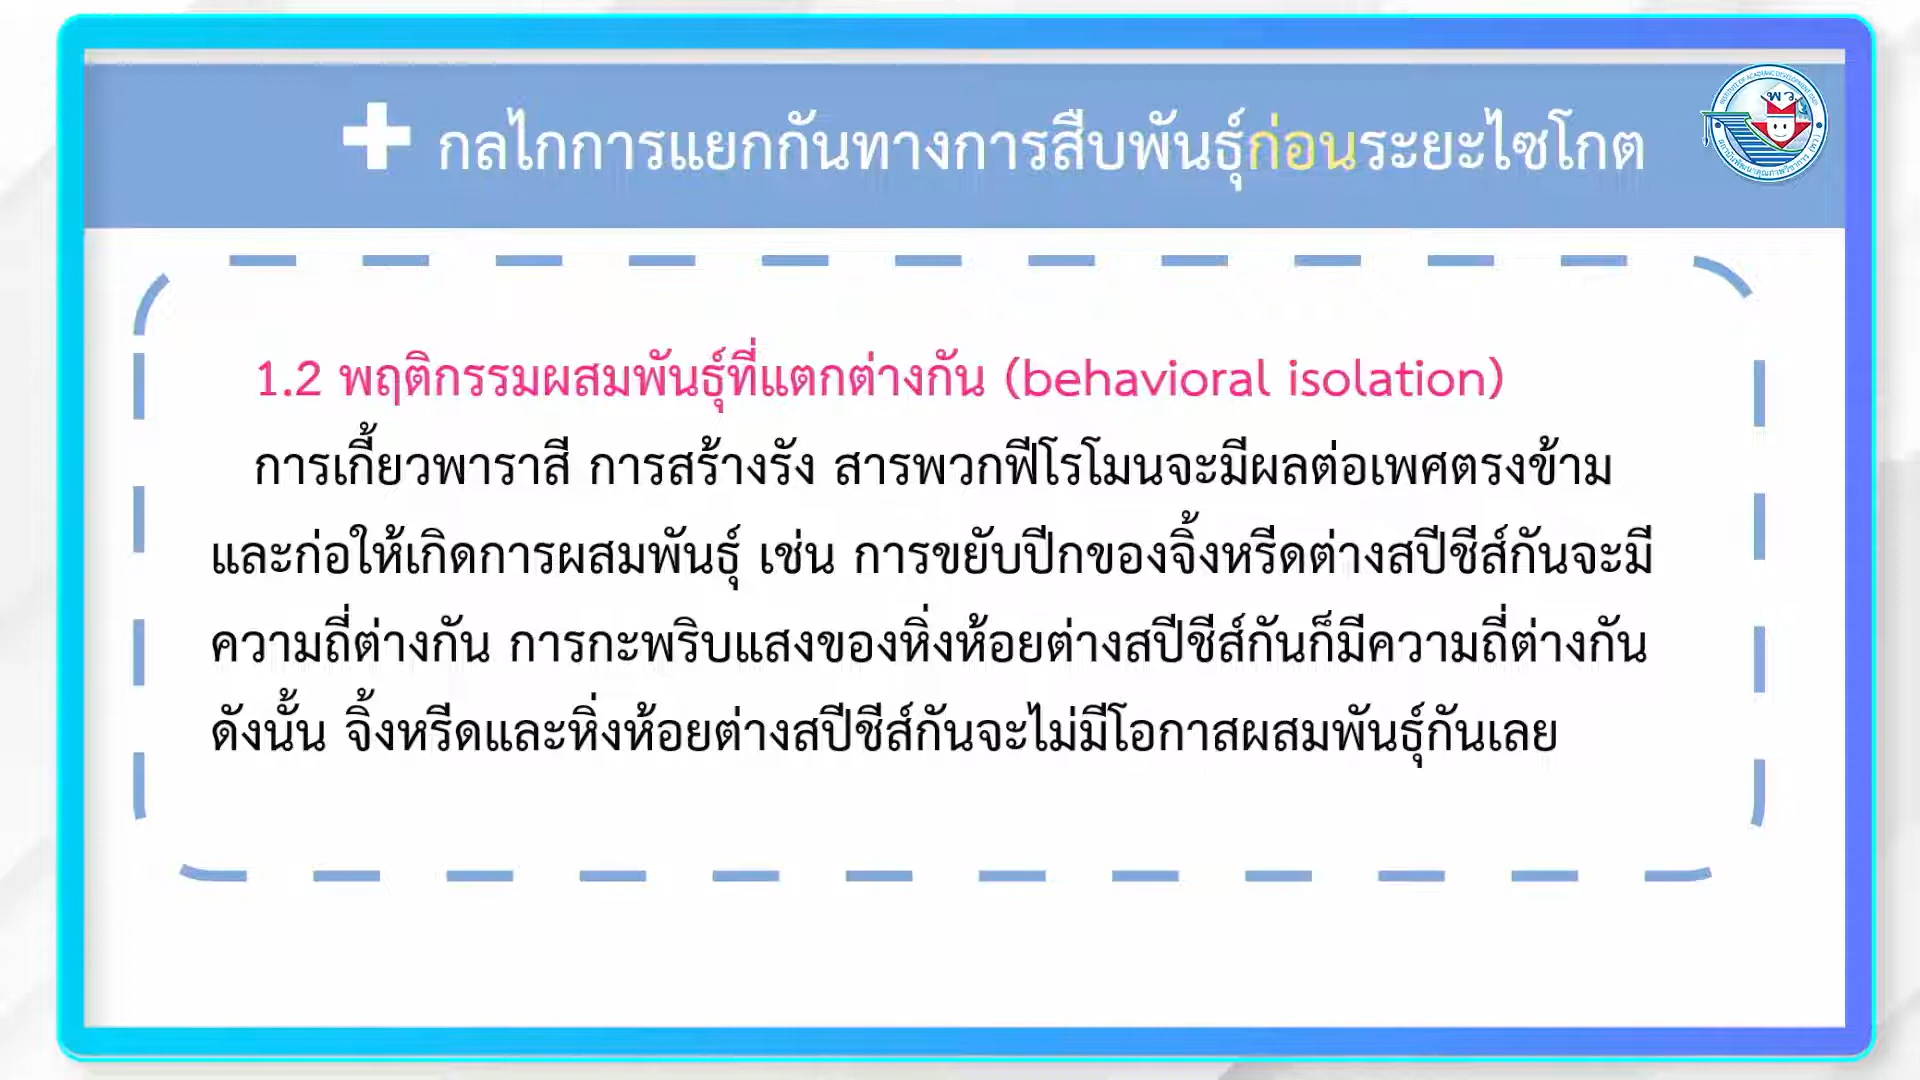 กลไกการแยกกันทางการสืบพันธุ์ก่อนระยะไซโกต
พว
1.2 พฤติกรรมผสมพันธุ์ที่แตกต่างกัน (behavioral isolation)
การเกี้ยวพาราสี การสร้างรัง สารพวกฟีโรโมนจะมีผลต่อเพศตรงข้าม
และก่อให้เกิดการผสมพันธุ์ เช่น การขยับปีกของจิ้งหรีดต่างสปีชีส์กันจะมี
ความถี่ต่างกัน การกะพริบแสงของหิ่งห้อยต่างสปีชีส์กันก็มีความถี่ต่างกัน
ดังนั้น จิ้งหรีดและหิ่งห้อยต่างสปีชีส์กันจะไม่มีโอกาสผสมพันธุ์กันเลย